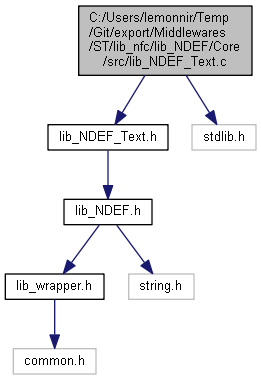 C:/Users/lemonnir/Temp
/Git/export/Middlewares
/ST/lib_nfc/lib_NDEF/Core
/src/lib_NDEF_Text.c
lib_NDEF_Text.h
stdlib.h
lib_NDEF.h
lib_wrapper.h
string.h
common.h